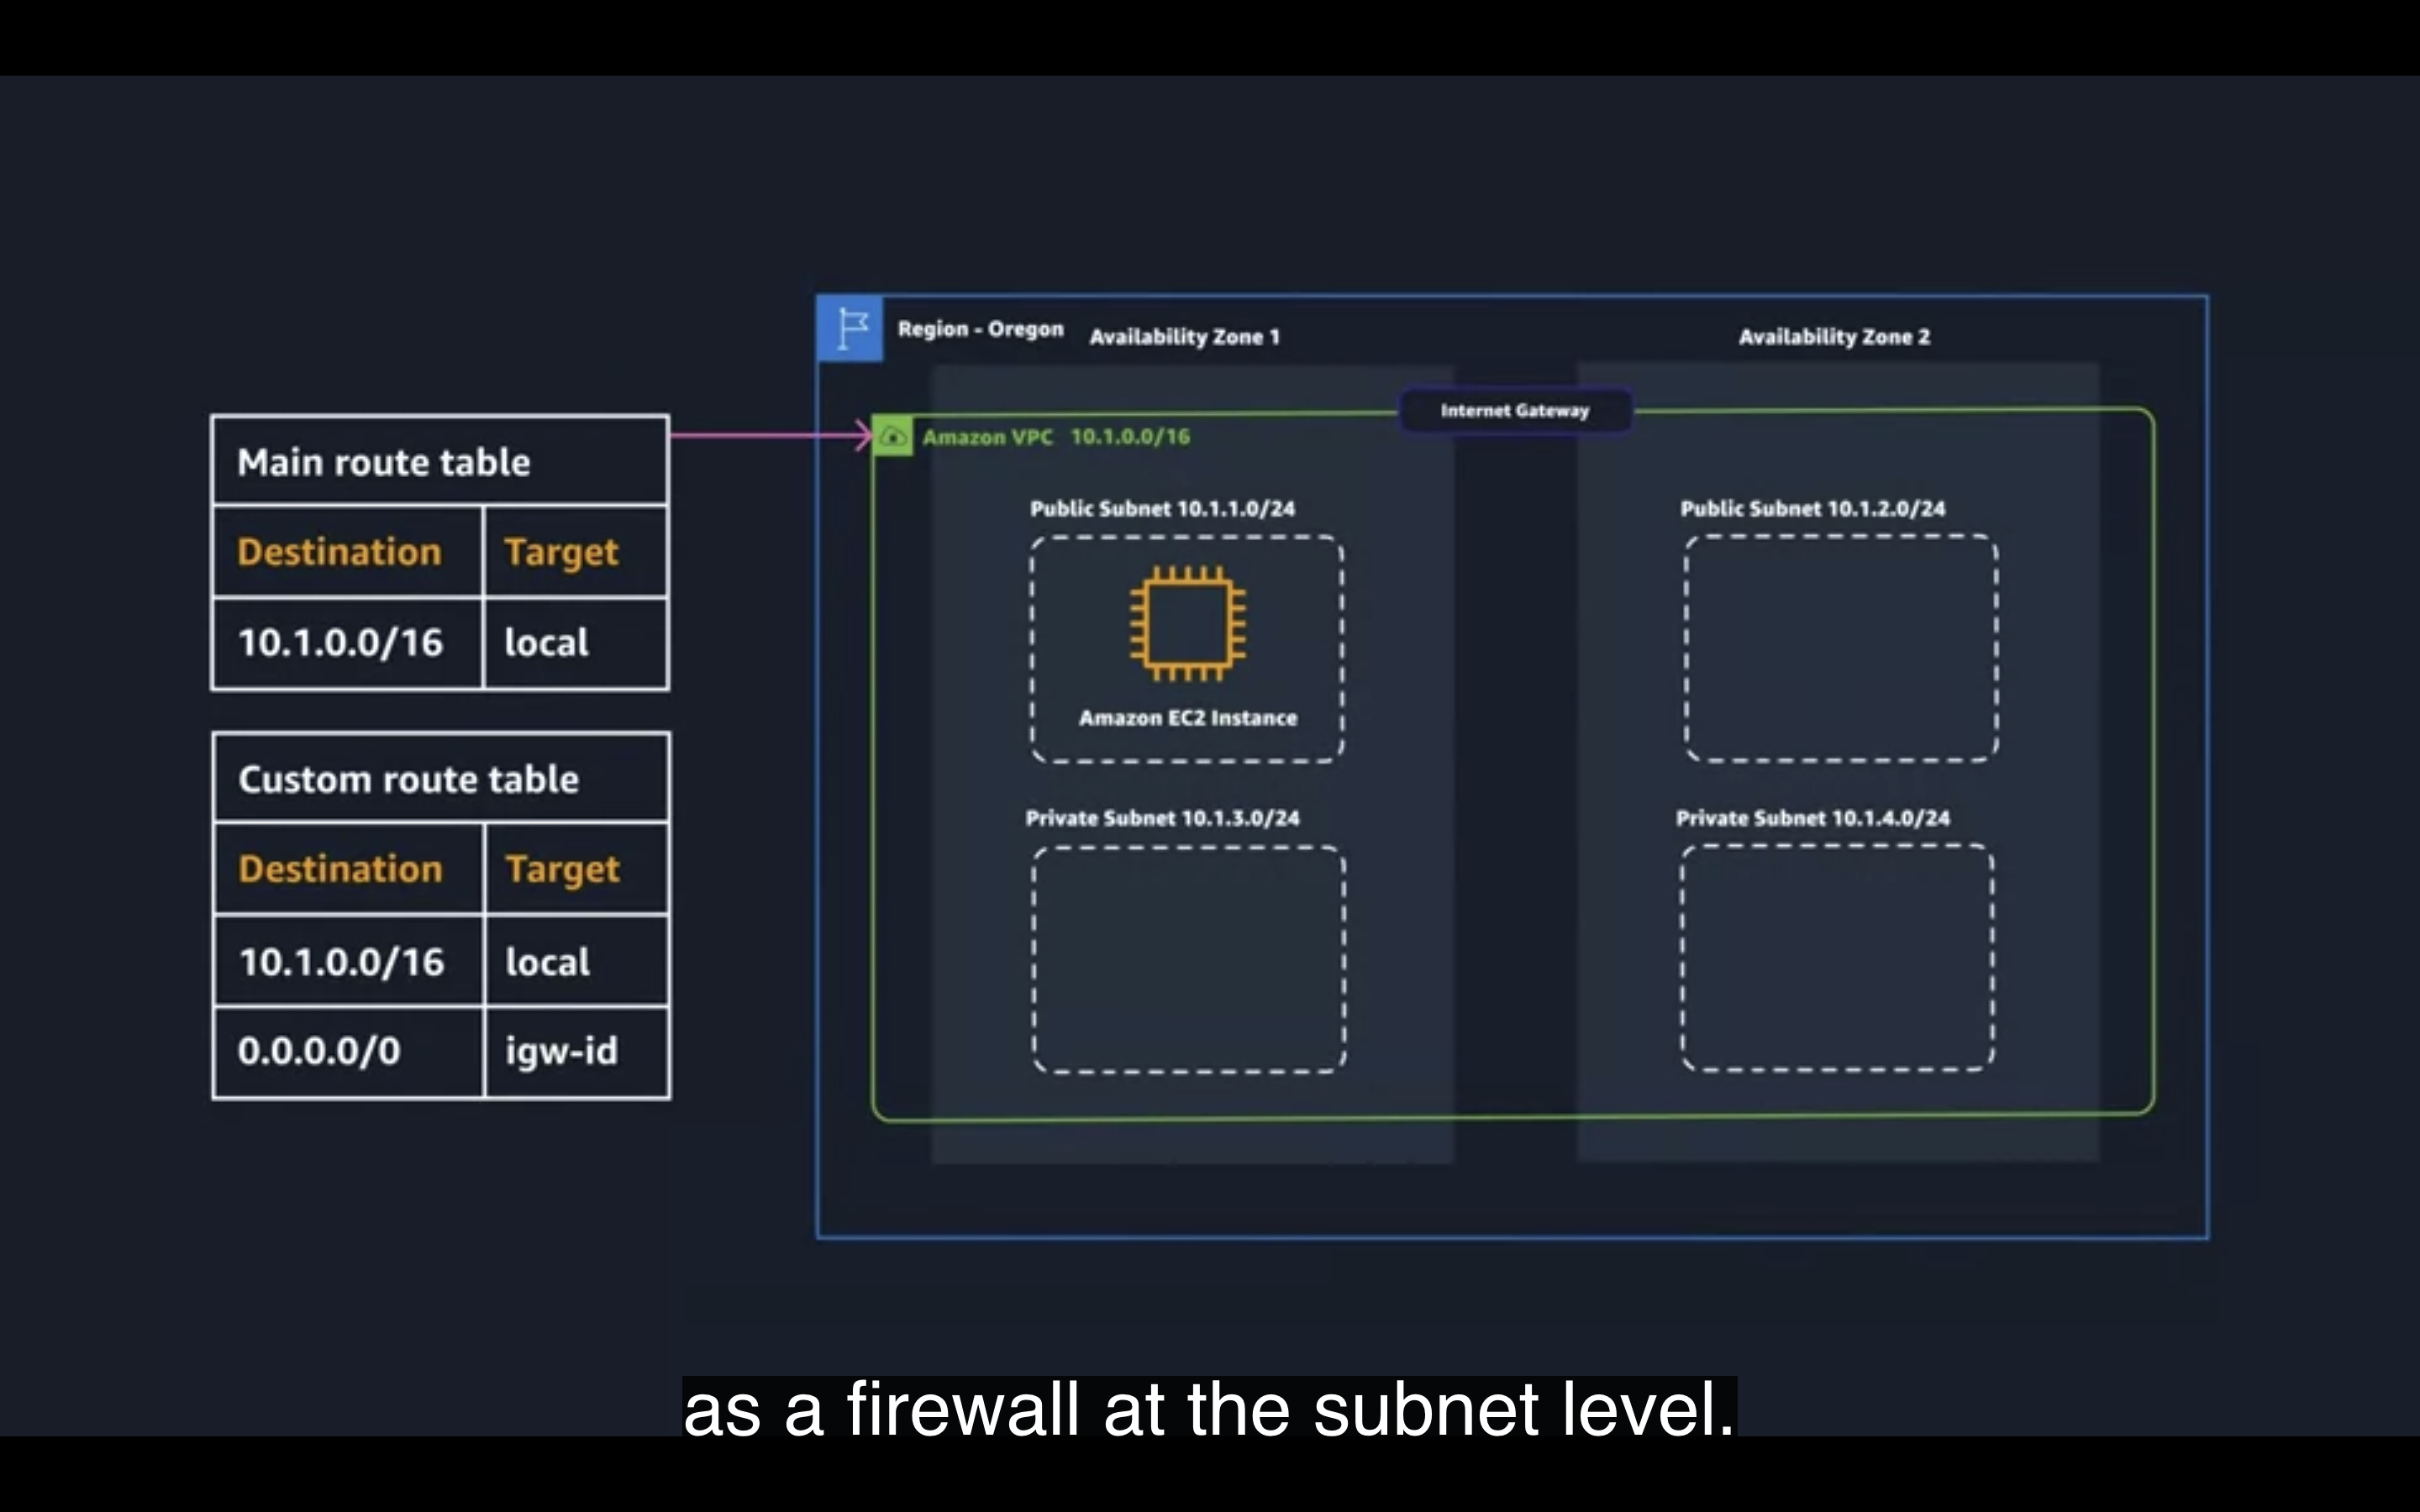 Main route table
Destination Target
10.1.0.0/16 local
Custom route table
Destination Target
10.1.0.0/16 local
0.0.0.0/0 igw-id
Region - Oregon
Availability Zone 1
Availability Zone 2
Internet Gateway
Amazon VPC 10.1.0.0/16
Public Subnet 10.1.1.0/24
Amazon EC2 Instance
Public Subnet 10.1.2.0/24
Private Subnet 10.1.3.0/24
Private Subnet 10.1.4.0/24
as a firewall at the subnet level.